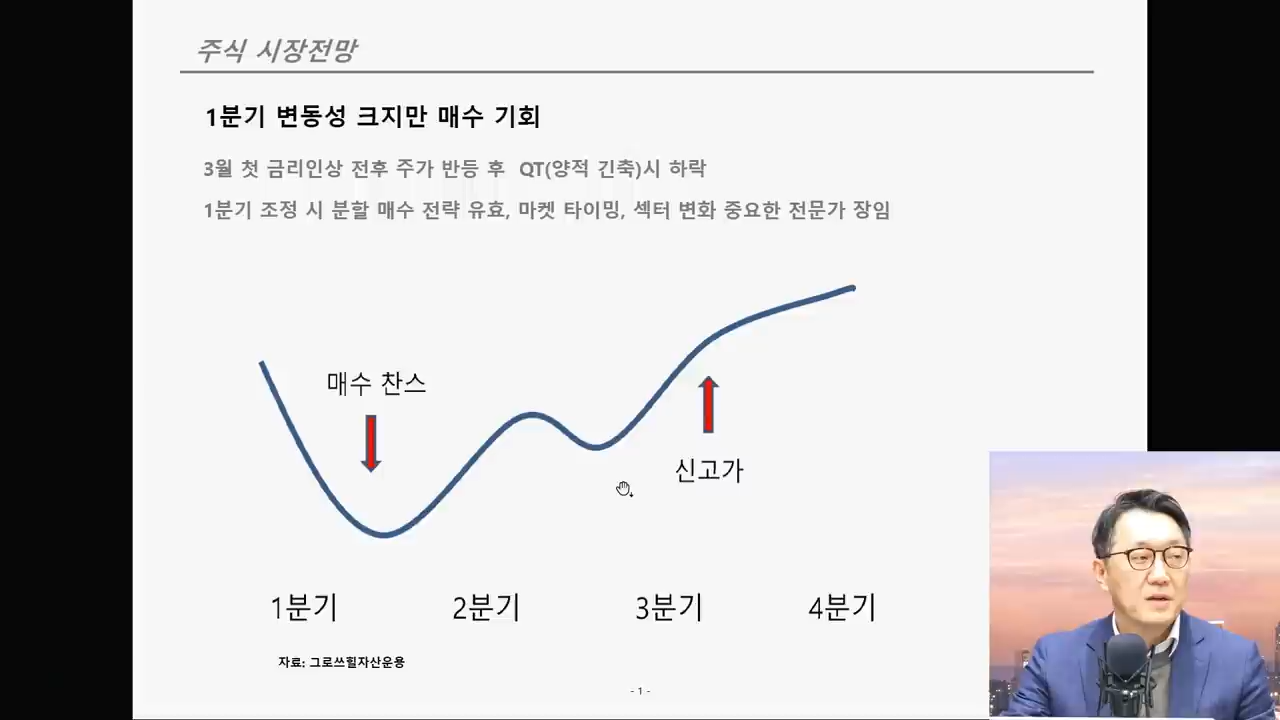 주식 시장전망
1분기 변동성 크지만 매수 기회
3월 첫 금리인상 전후 주가 반등 후 QT(양적 긴축)시 하락
1분기 조정 시 분할 매수 전략 유효, 마켓 타이밍, 섹터 변화 중요한 전문가 장임
매수 찬스
신고가
1분기 2분기 3분기 4분기
자료: 그로쓰힐자산운용
- 1 -